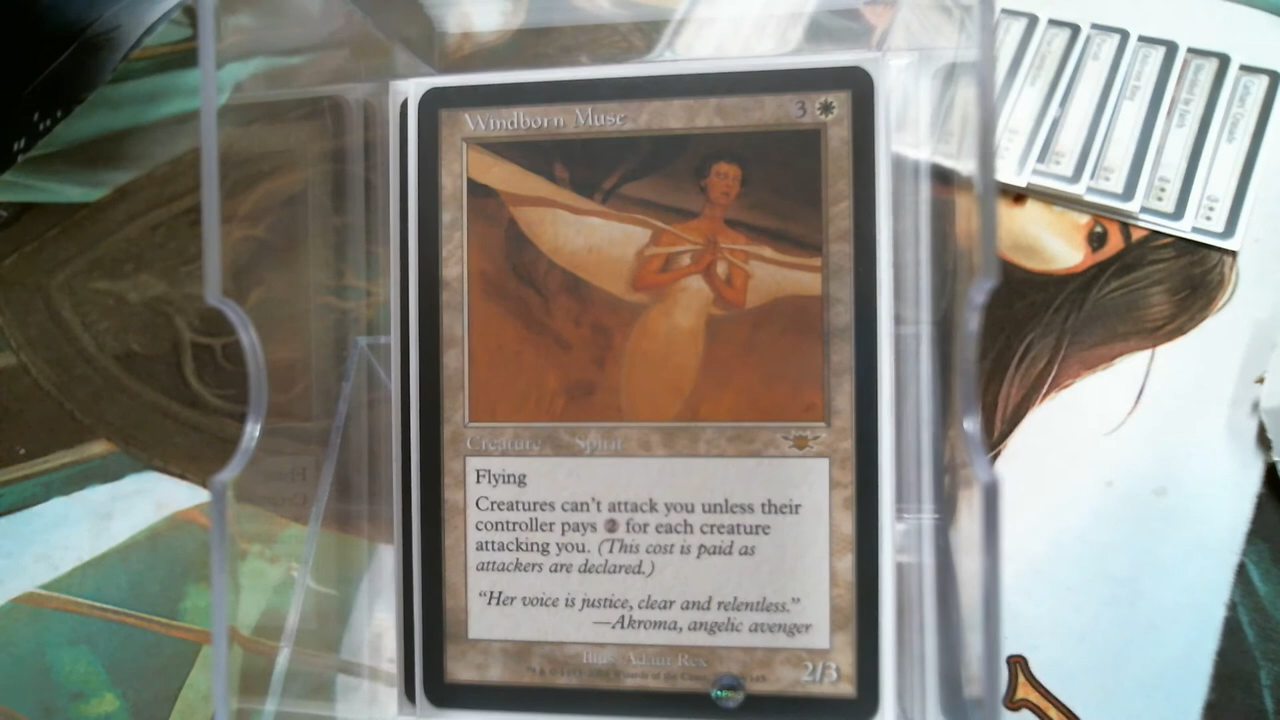 Windborn Muse 3
Creature Spirit
Flying
Creatures can't attack you unless their
controller pays 2 for each creature
attacking you. (This cost is paid as
attackers are declared.)
"Her voice is justice, clear and relentless."
—Akroma, angelic avenger
Illus. Adam Rex
2/3